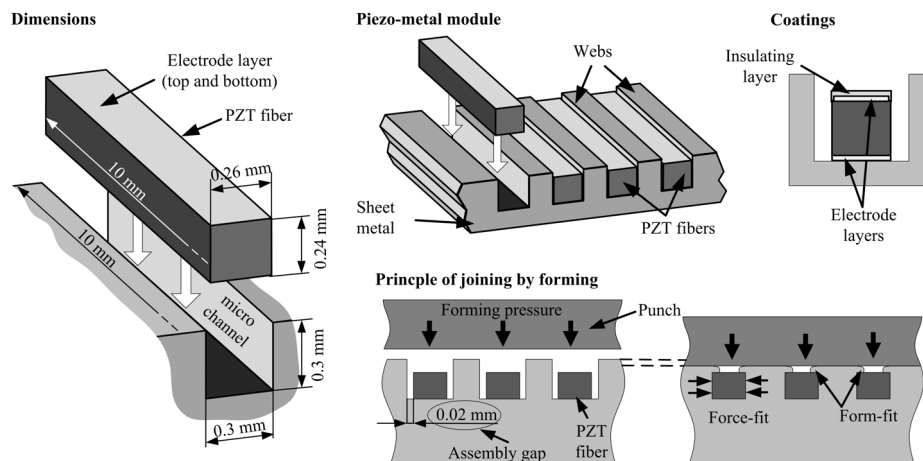 Dimensions
Electrode layer
(top and bottom)
PZT fiber
0.26 mm
10 mm
0.24 mm
10 mm
micro
channel
0.3 mm
0.3 mm
Piezo-metal module
Webs
Sheet
metal
PZT fibers
Coatings
Insulating
layer
Electrode
layers
Princple of joining by forming
Forming pressure
Punch
0.02 mm
Assembly gap
PZT
fiber
Force-fit
Form-fit